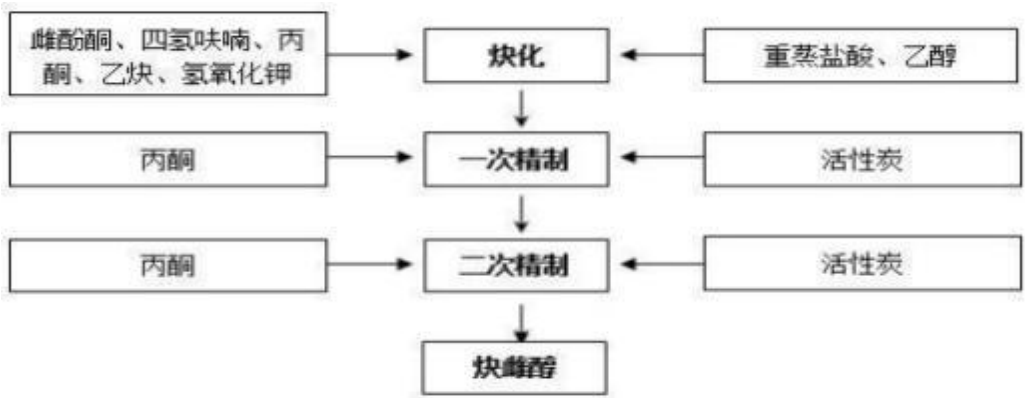 雌酚酮、四氢呋喃、丙
酮、乙炔、氢氧化钾
炔化
重蒸盐酸、乙醇
丙酮
一次精制
活性炭
丙酮
二次精制
活性炭
炔雌醇